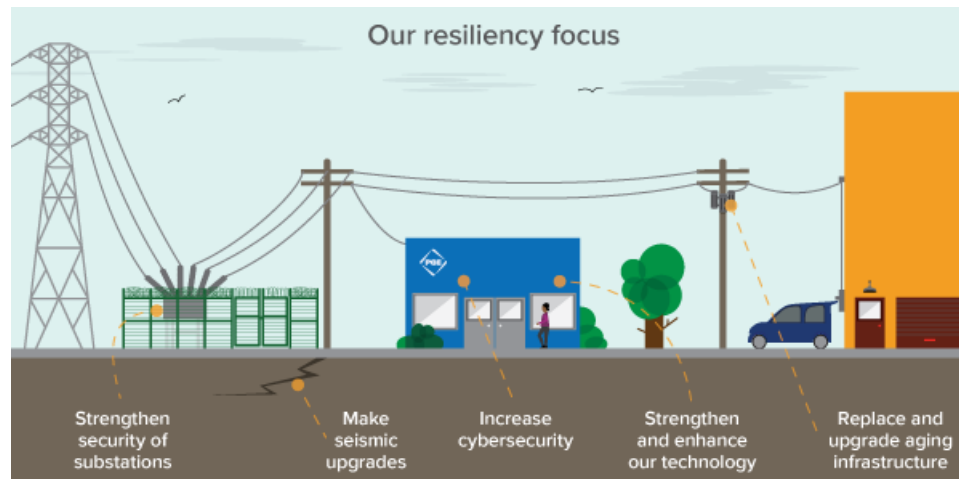 Our resiliency focus
PGE
Strengthen
security of
substations
Make
seismic
upgrades
Increase
cybersecurity
Strengthen
and enhance
our technology
Replace and
upgrade aging
infrastructure